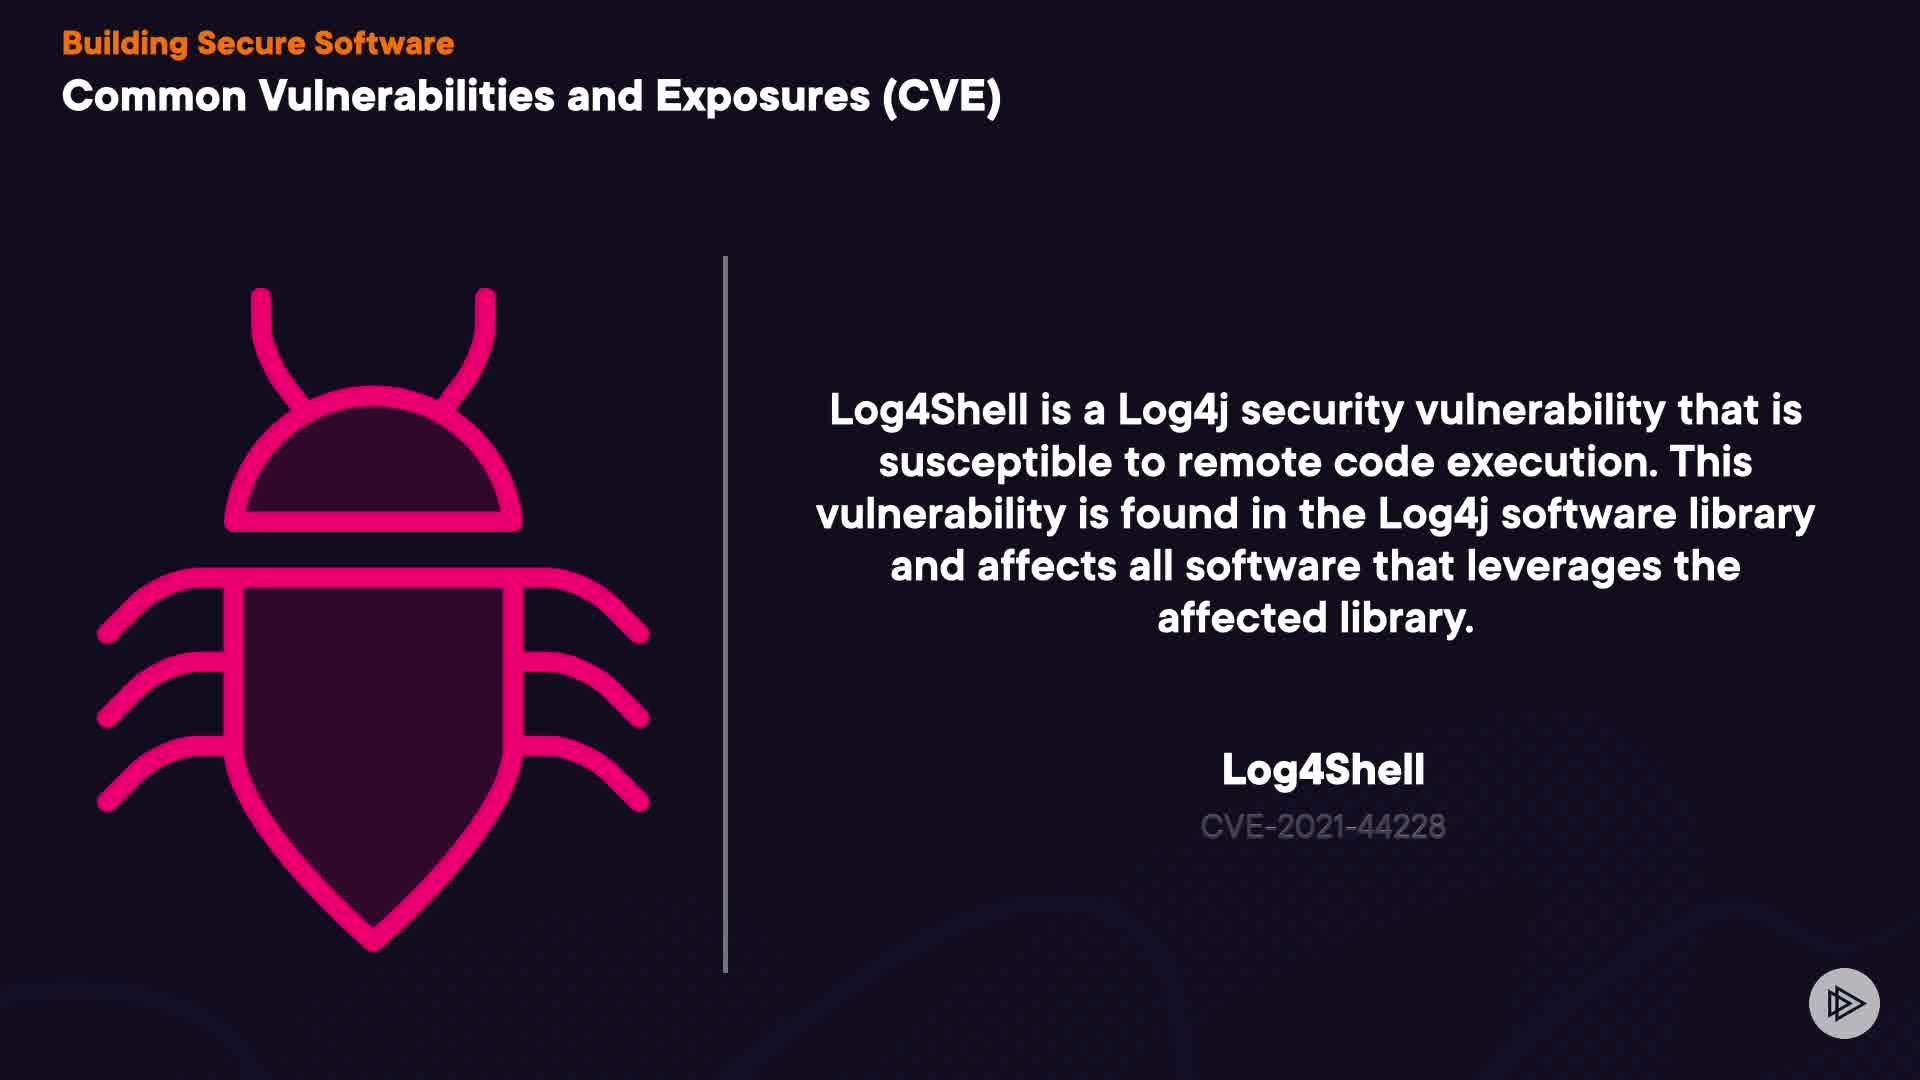 Building Secure Software
Common Vulnerabilities and Exposures (CVE)
Log4Shell is a Log4j security vulnerability that is
susceptible to remote code execution. This
vulnerability is found in the Log4j software library
and affects all software that leverages the
affected library.
Log4Shell
CVE-2021-44228